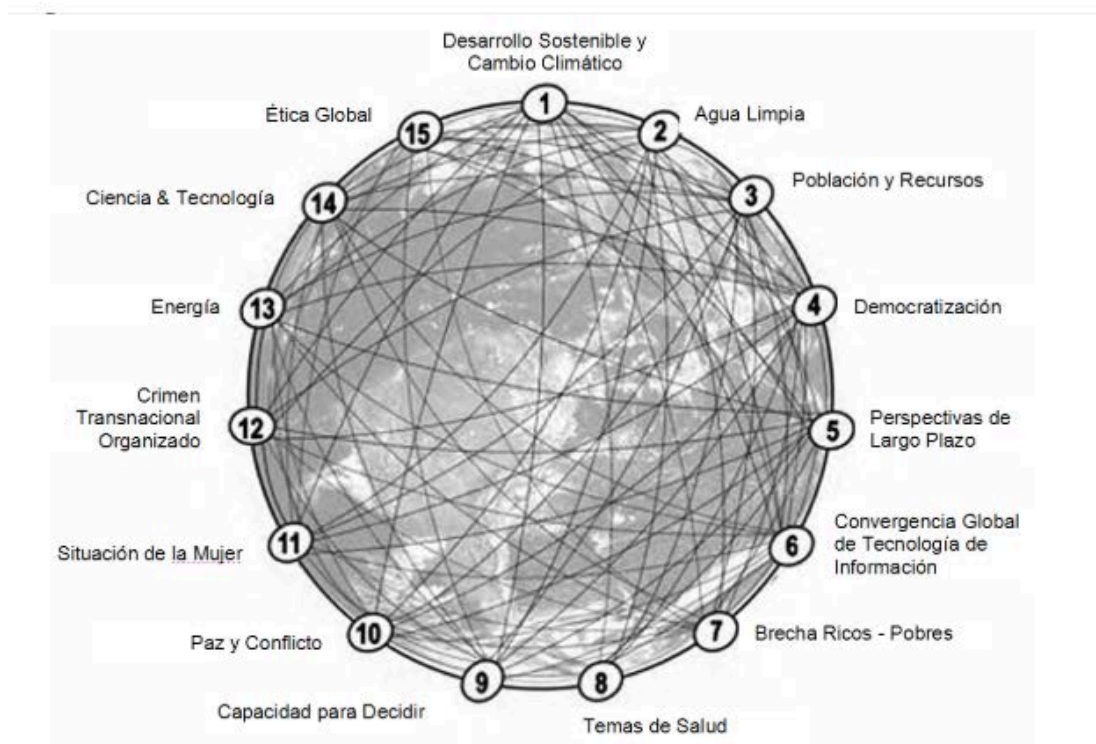 Desarrollo Sostenible y
Cambio Climático
1
Agua Limpia
2
Población y Recursos
3
Democratización
4
Perspectivas de
Largo Plazo
5
Convergencia Global
de Tecnología de
Información
6
Brecha Ricos - Pobres
7
Temas de Salud
8
Capacidad para Decidir
9
Paz y Conflicto
10
Situación de la Mujer
11
Crimen
Transnacional
Organizado
12
Energía
13
Ciencia & Tecnología
14
Ética Global
15